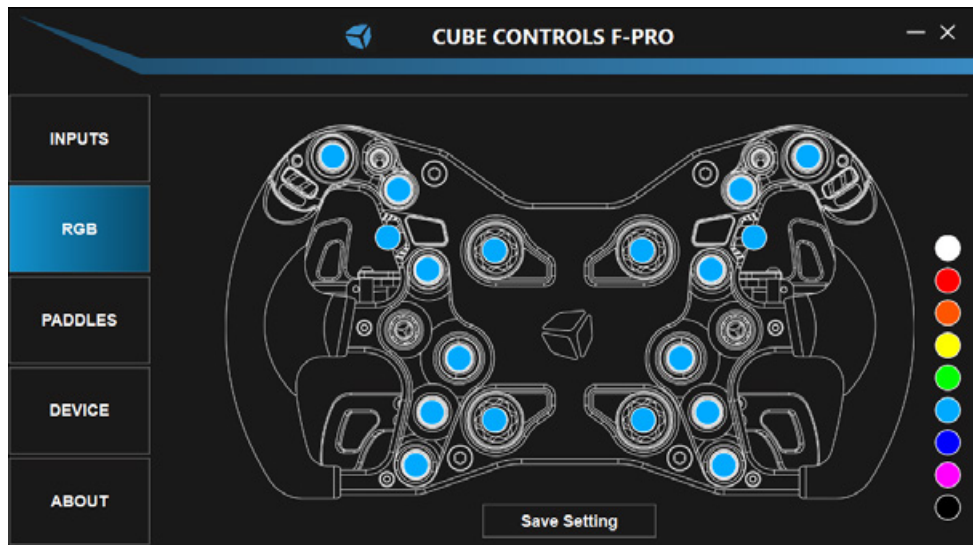 CUBE CONTROLS F-PRO
INPUTS
RGB
PADDLES
DEVICE
ABOUT
Save Setting